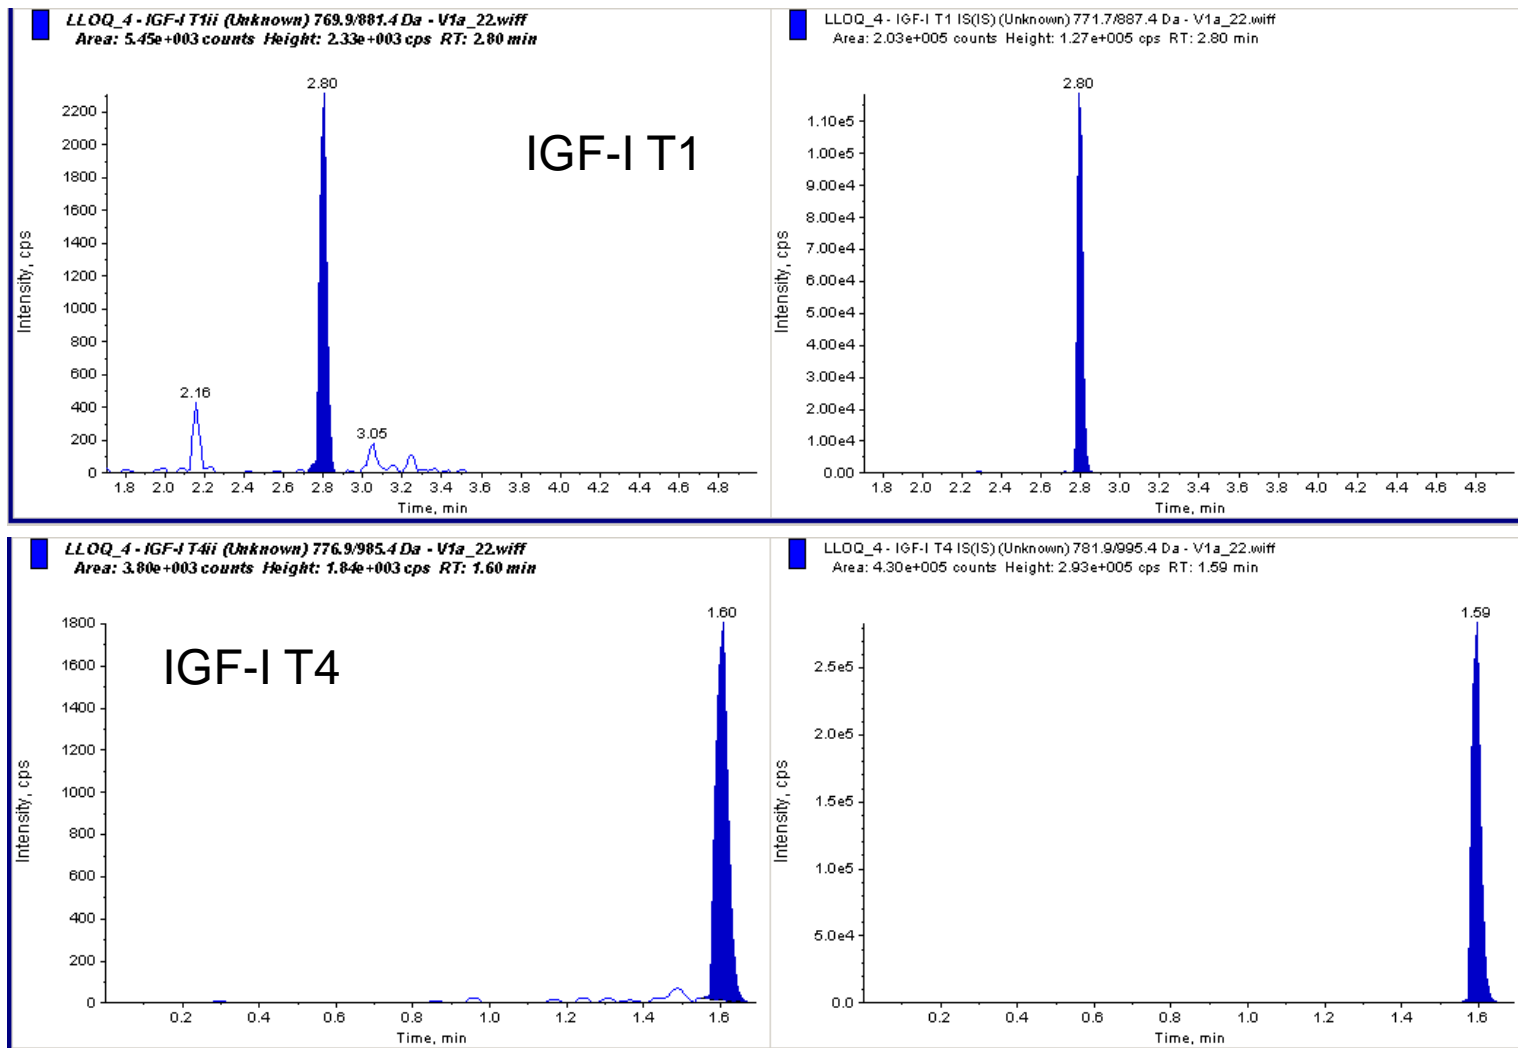 LLOQ_4 - IGF-I T1ii (Unknown) 769.9/881.4 Da - V1a_22.wiff
Area: 5.45e+003 counts Height: 2.33e+003 cps RT: 2.80 min
2.80
IGF-I T1
2200
2000
1800
1600
1400
1200
1000
800
600
400
200
0
Intensity, cps
2.16
3.05
1.8 2.0 2.2 2.4 2.6 2.8 3.0 3.2 3.4 3.6 3.8 4.0 4.2 4.4 4.6 4.8
Time, min
LLOQ_4 - IGF-I T1 IS(IS) (Unknown) 771.7/887.4 Da - V1a_22.wiff
Area: 2.03e+005 counts Height: 1.27e+005 cps RT: 2.80 min
2.80
1.10e5
1.00e5
9.00e4
8.00e4
7.00e4
6.00e4
5.00e4
4.00e4
3.00e4
2.00e4
1.00e4
0.00
Intensity, cps
1.8 2.0 2.2 2.4 2.6 2.8 3.0 3.2 3.4 3.6 3.8 4.0 4.2 4.4 4.6 4.8
Time, min
LLOQ_4 - IGF-I T4ii (Unknown) 776.9/985.4 Da - V1a_22.wiff
Area: 3.80e+003 counts Height: 1.84e+003 cps RT: 1.60 min
1.60
IGF-I T4
1800
1600
1400
1200
1000
800
600
400
200
0
Intensity, cps
0.2 0.4 0.6 0.8 1.0 1.2 1.4 1.6
Time, min
LLOQ_4 - IGF-I T4 IS(IS) (Unknown) 781.9/995.4 Da - V1a_22.wiff
Area: 4.30e+005 counts Height: 2.93e+005 cps RT: 1.59 min
1.59
2.5e5
2.0e5
1.5e5
1.0e5
5.0e4
0.0
Intensity, cps
0.2 0.4 0.6 0.8 1.0 1.2 1.4 1.6
Time, min